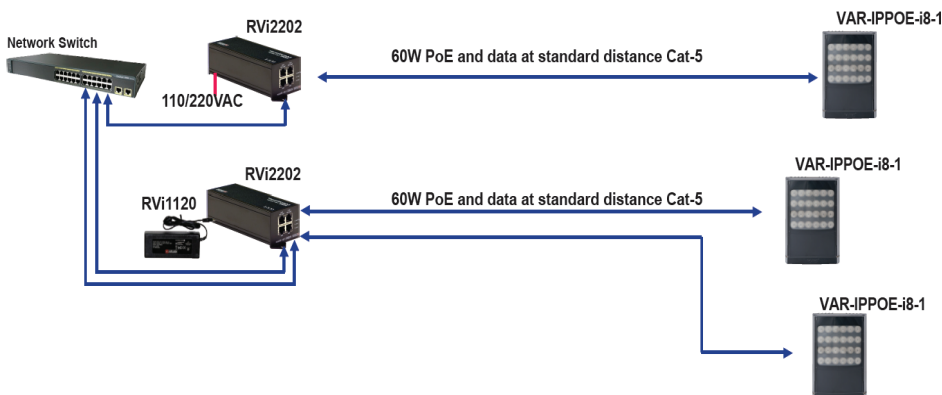 VAR-IPPOE-i8-1
RVi2202
Network Switch
60W PoE and data at standard distance Cat-5
110/220VAC
VAR-IPPOE-i8-1
RVi2202
60W PoE and data at standard distance Cat-5
RVi1120
VAR-IPPOE-i8-1